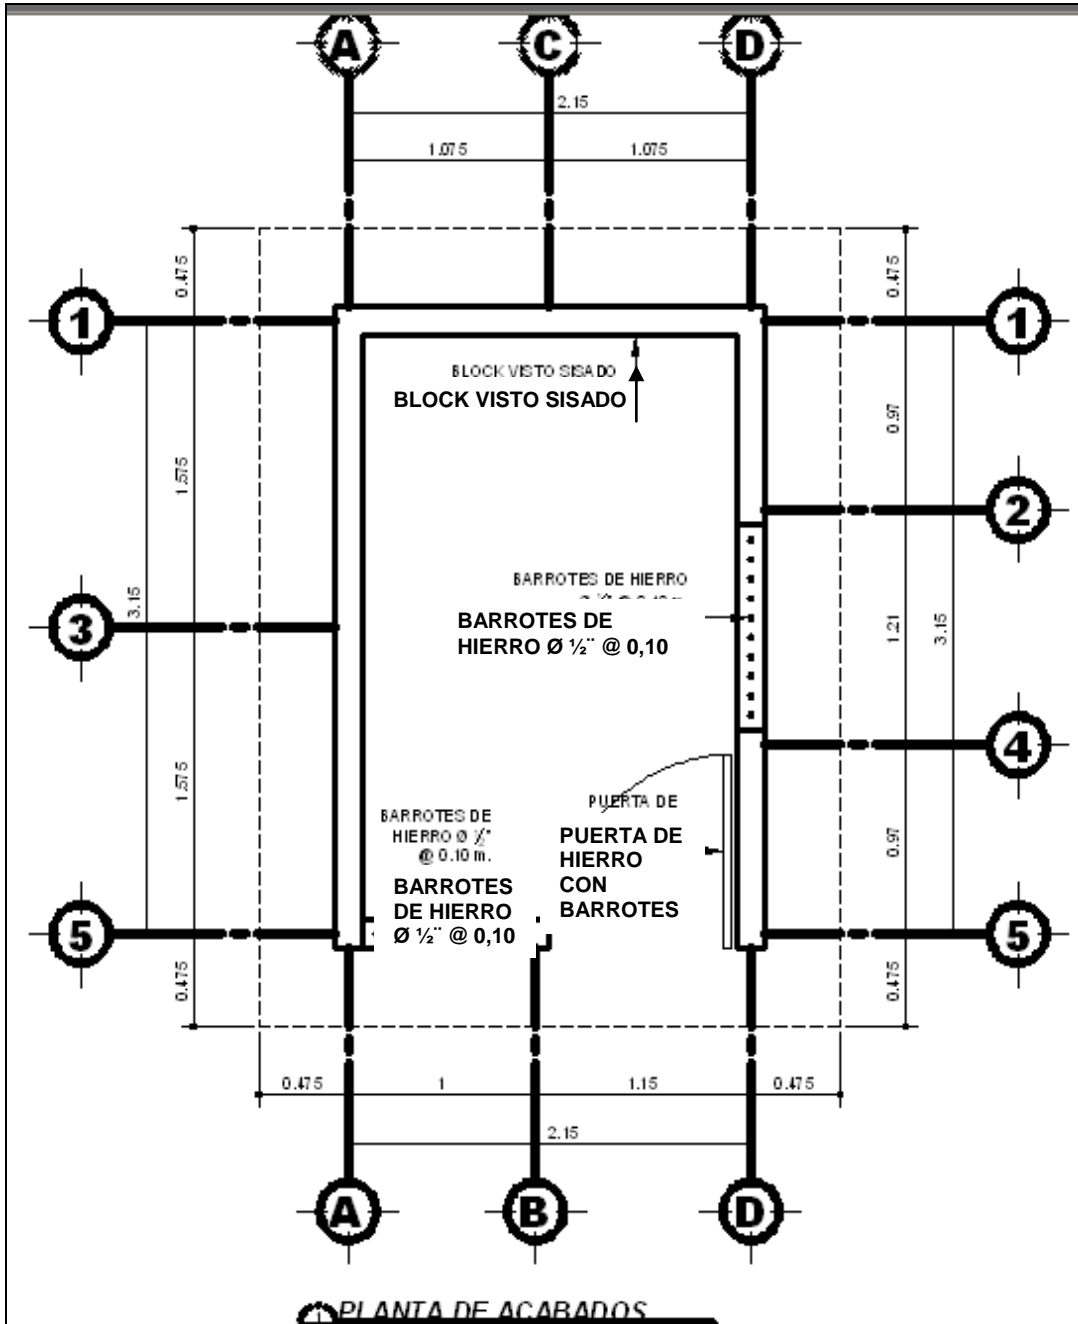 A C D
2.15
1.075 1.075
0.475 0.475
1 1
BLOCK VISTO SISADO
BLOCK VISTO SISADO
0.97
1.575
2
BARROTES DE HIERRO
BARROTES DE
HIERRO Ø ½¨ @ 0,10
3.15
3
1.21
3.15
4
1.575
PUERTA DE
BARROTES DE
HIERRO Ø ½"
@ 0.10 m.
PUERTA DE
HIERRO
CON
BARROTES
0.97
BARROTES
DE HIERRO
Ø ½¨ @ 0,10
5 5
0.475 0.475
0.475 1 1.15 0.475
2.15
A B D
PLANTA DE ACABADOS